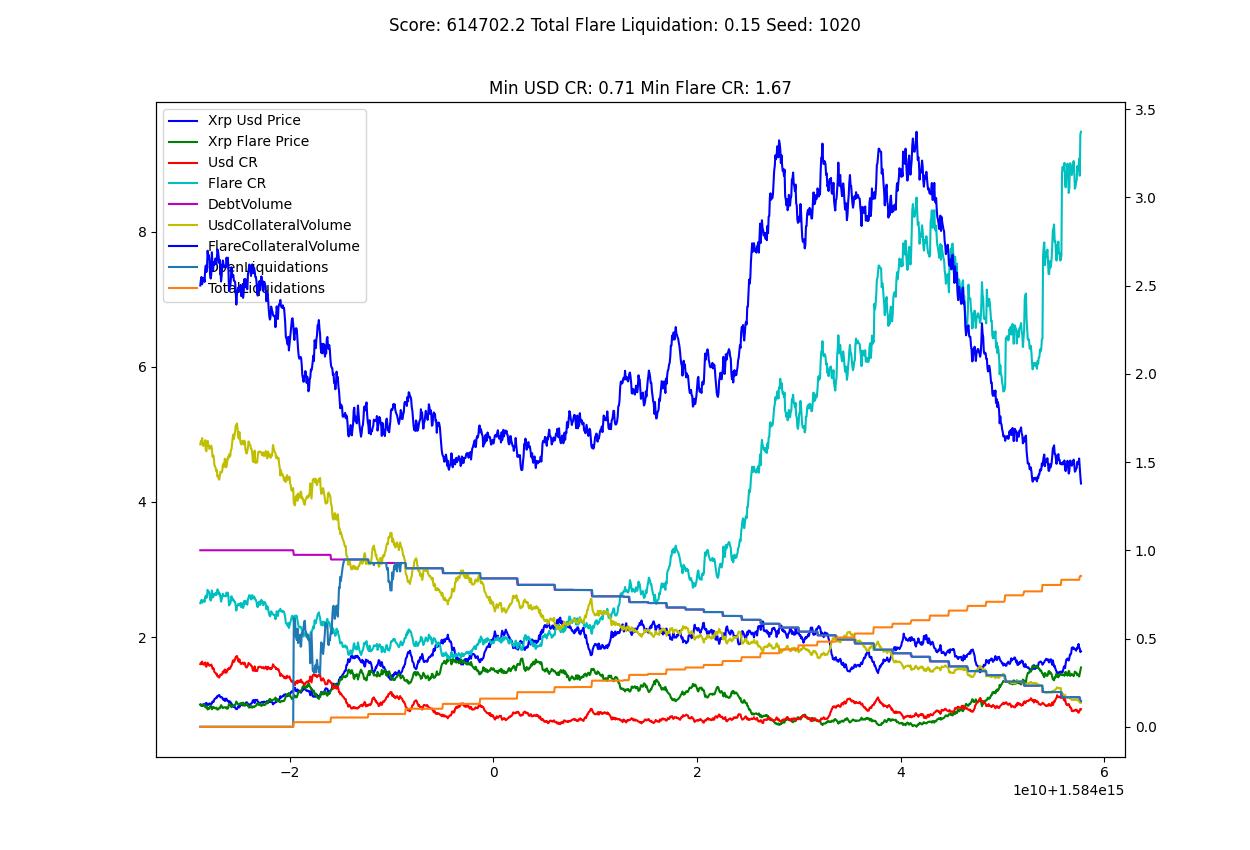 Score: 614702.2 Total Flare Liquidation: 0.15 Seed: 1020
Min USD CR: 0.71 Min Flare CR: 1.67
Xrp Usd Price
Xrp Flare Price
Usd CR
Flare CR
DebtVolume
UsdCollateralVolume
FlareCollateralVolume
OpenLiquidations
TotalLiquidations
8
6
4
2
3.5
3.0
2.5
2.0
1.5
1.0
0.5
0.0
−2
0
2
4
6
1e10+1.584e15